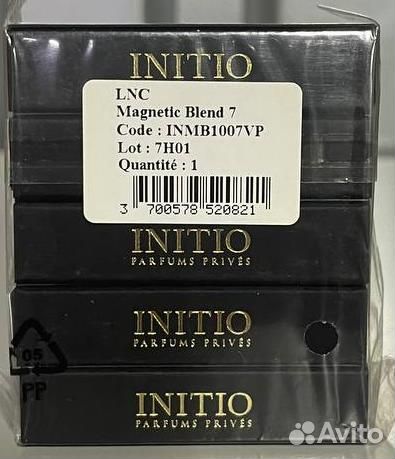 INITIO
LNC
Magnetic Blend 7
Code : INMB1007VP
Lot : 7H01
Quantité : 1
3 700578 520821
INITIO
PARFUMS PRIVÉS
INITIO
PARFUMS PRIVÉS
05
PP
INITIO
PARFUMS PRIVÉS
Avito